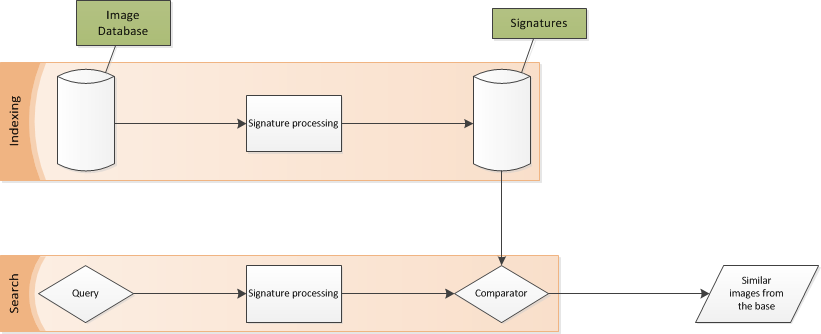 Image
Database
Signatures
Indexing
Signature processing
Search
Query
Signature processing
Comparator
Similar
images from
the base